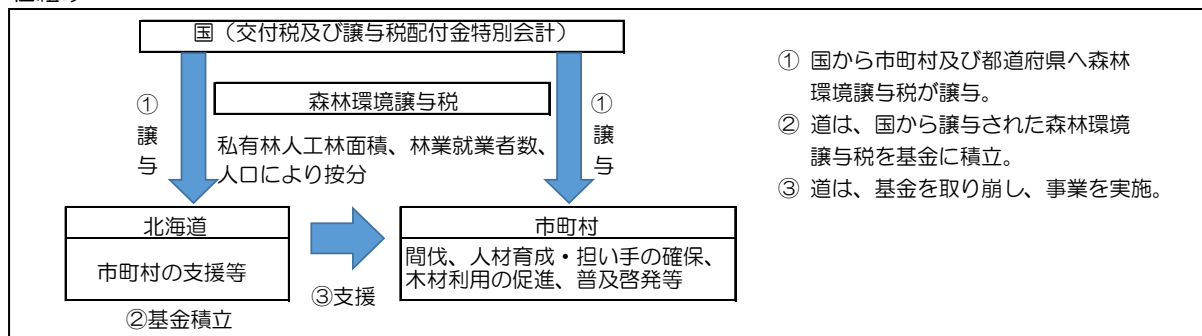 国（交付税及び譲与税配付金特別会計）
①
譲
与
森林環境譲与税
私有林人工林面積、林業就業者数、
人口により按分
①
譲
与
北海道
市町村の支援等
②基金積立
③支援
市町村
間伐、人材育成・担い手の確保、
木材利用の促進、普及啓発等
① 国から市町村及び都道府県へ森林
環境譲与税が譲与。
② 道は、国から譲与された森林環境
譲与税を基金に積立。
③ 道は、基金を取り崩し、事業を実施。